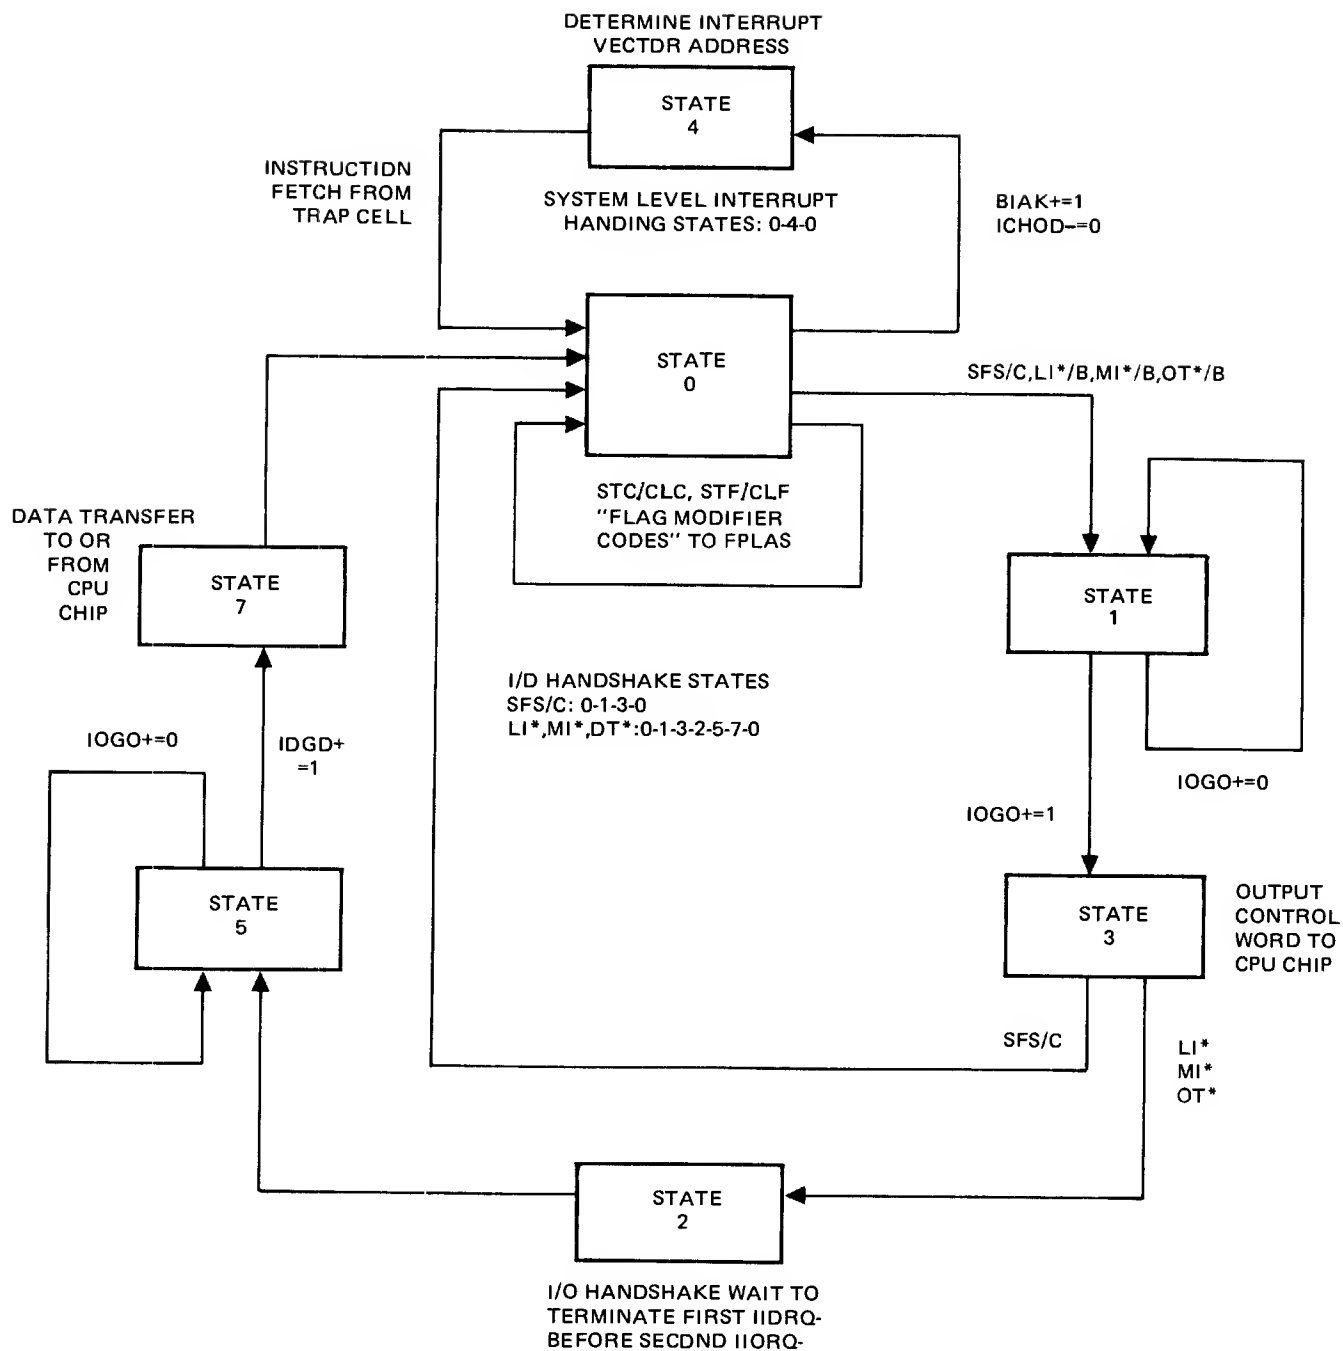 DETERMINE INTERRUPT
VECTDR ADDRESS
STATE
4
INSTRUCTIDN
FETCH FROM
TRAP CELL
SYSTEM LEVEL INTERRUPT
HANDING STATES: 0-4-0
BIAK+=1
ICHOD-=0
STATE
0
SFS/C,LI*/B,MI*/B,OT*/B
STC/CLC, STF/CLF
"FLAG MODIFIER
CODES" TO FPLAS
DATA TRANSFER
TO OR
FROM
CPU
CHIP
STATE
7
STATE
1
I/D HANDSHAKE STATES
SFS/C: 0-1-3-0
LI*,MI*,DT*:0-1-3-2-5-7-0
IOGO+=0
IDGD+
=1
IOGO+=0
IOGO+=1
STATE
5
STATE
3
OUTPUT
CONTROL
WORD TO
CPU CHIP
SFS/C
LI*
MI*
OT*
STATE
2
I/O HANDSHAKE WAIT TO
TERMINATE FIRST IIDRQ-
BEFORE SECDND IIORQ-